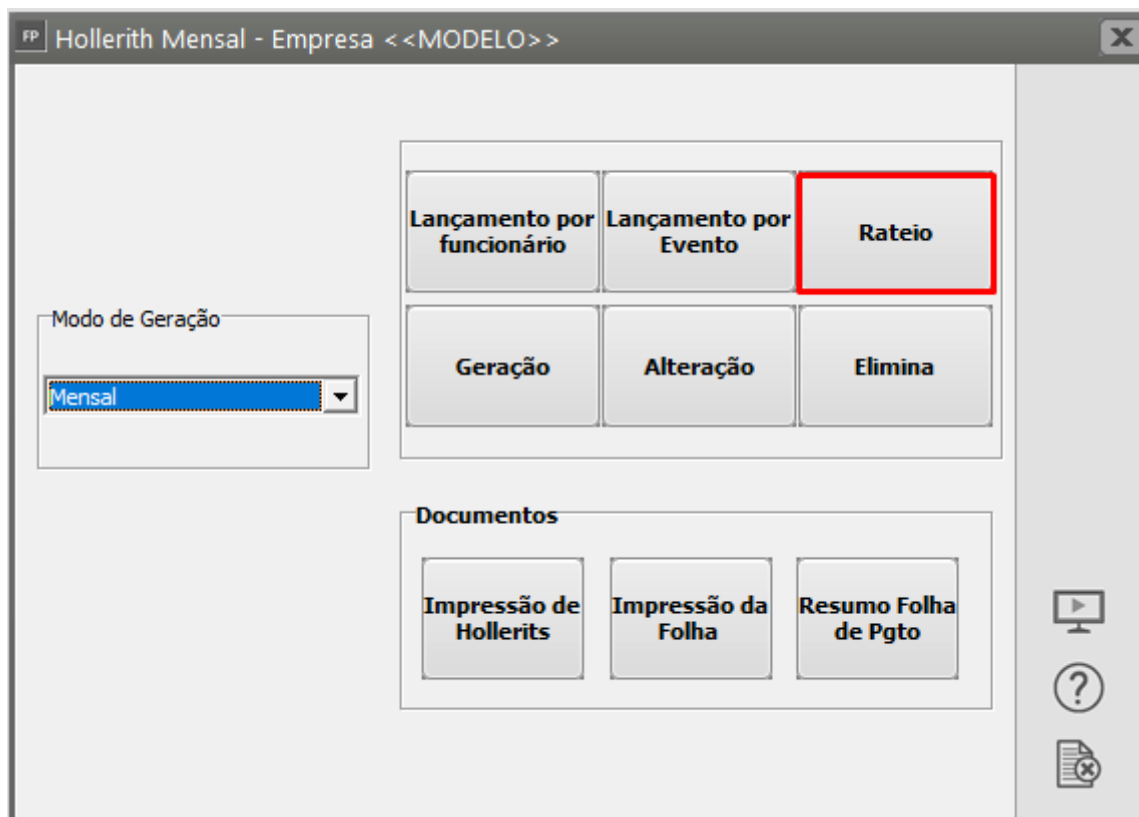 FP Hollerith Mensal - Empresa <<MODELO>>
Lançamento por
funcionário
Lançamento por
Evento
Rateio
Modo de Geração
Mensal
Geração
Alteração
Elimina
Documentos
Impressão de
Hollerits
Impressão da
Folha
Resumo Folha
de Pgto